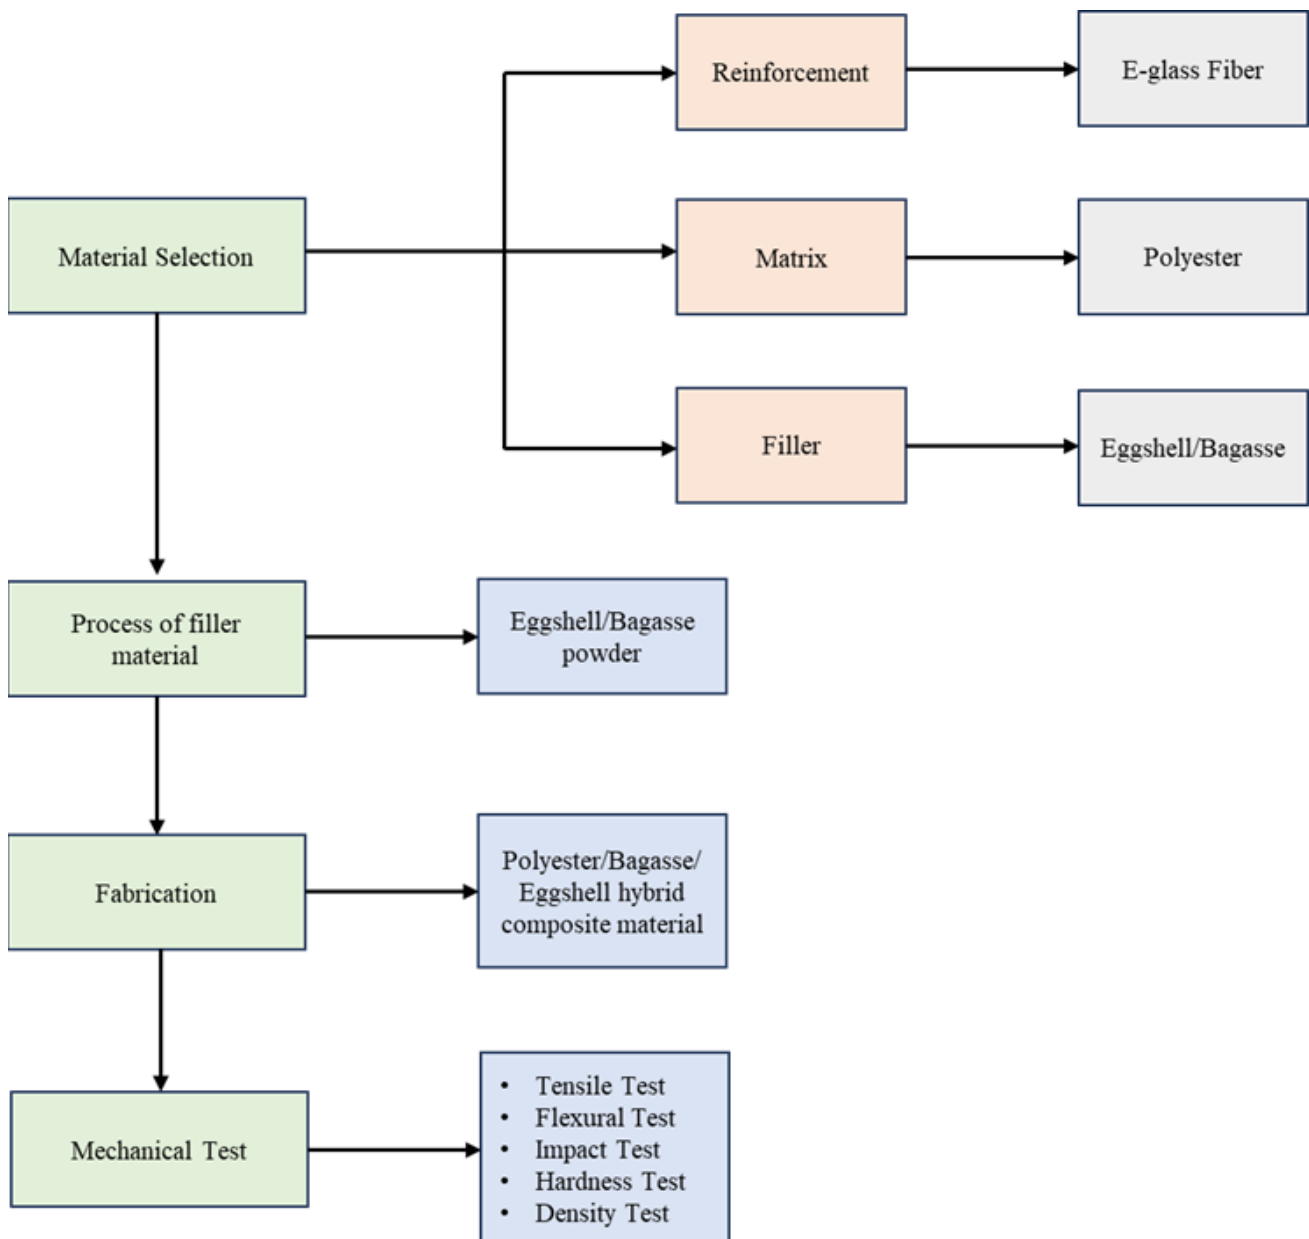 Reinforcement
E-glass Fiber
Material Selection
Matrix
Polyester
Filler
Eggshell/Bagasse
Process of filler
material
Eggshell/Bagasse
powder
Fabrication
Polyester/Bagasse/
Eggshell hybrid
composite material
Mechanical Test
• Tensile Test
• Flexural Test
• Impact Test
• Hardness Test
• Density Test